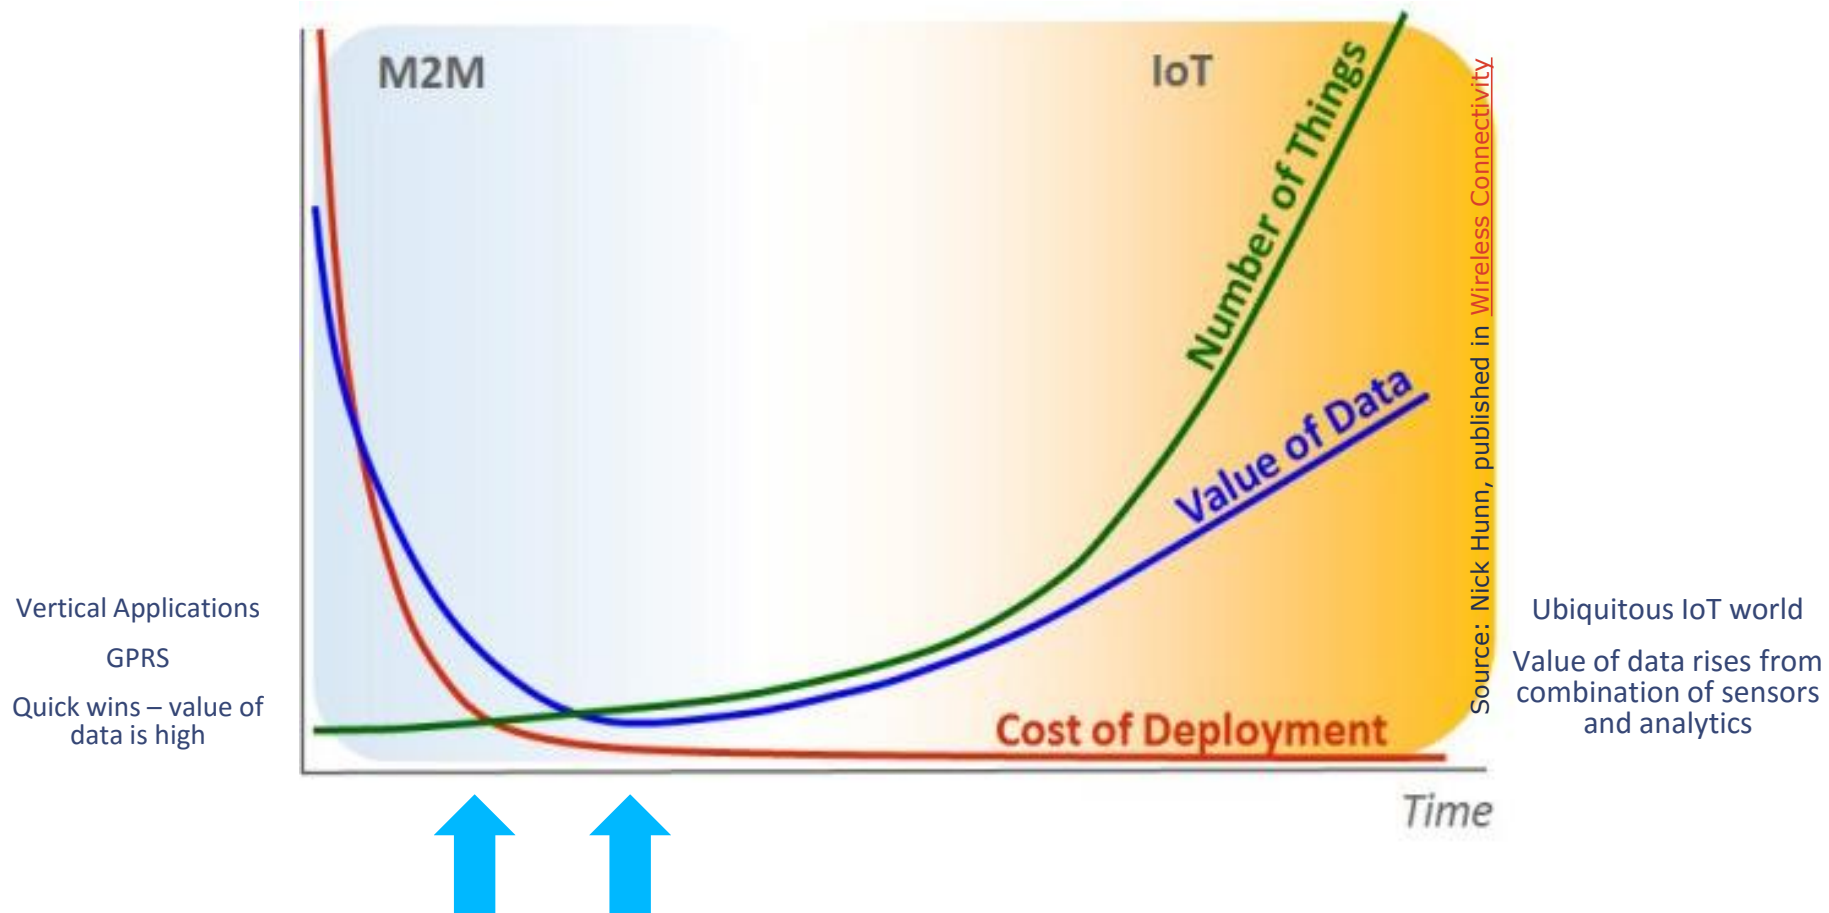 M2M
IoT
Number of Things
Value of Data
Cost of Deployment
Time
Vertical Applications
GPRS
Quick wins – value of
data is high
Source: Nick Hunn, published in Wireless Connectivity
Ubiquitous IoT world
Value of data rises from
combination of sensors
and analytics